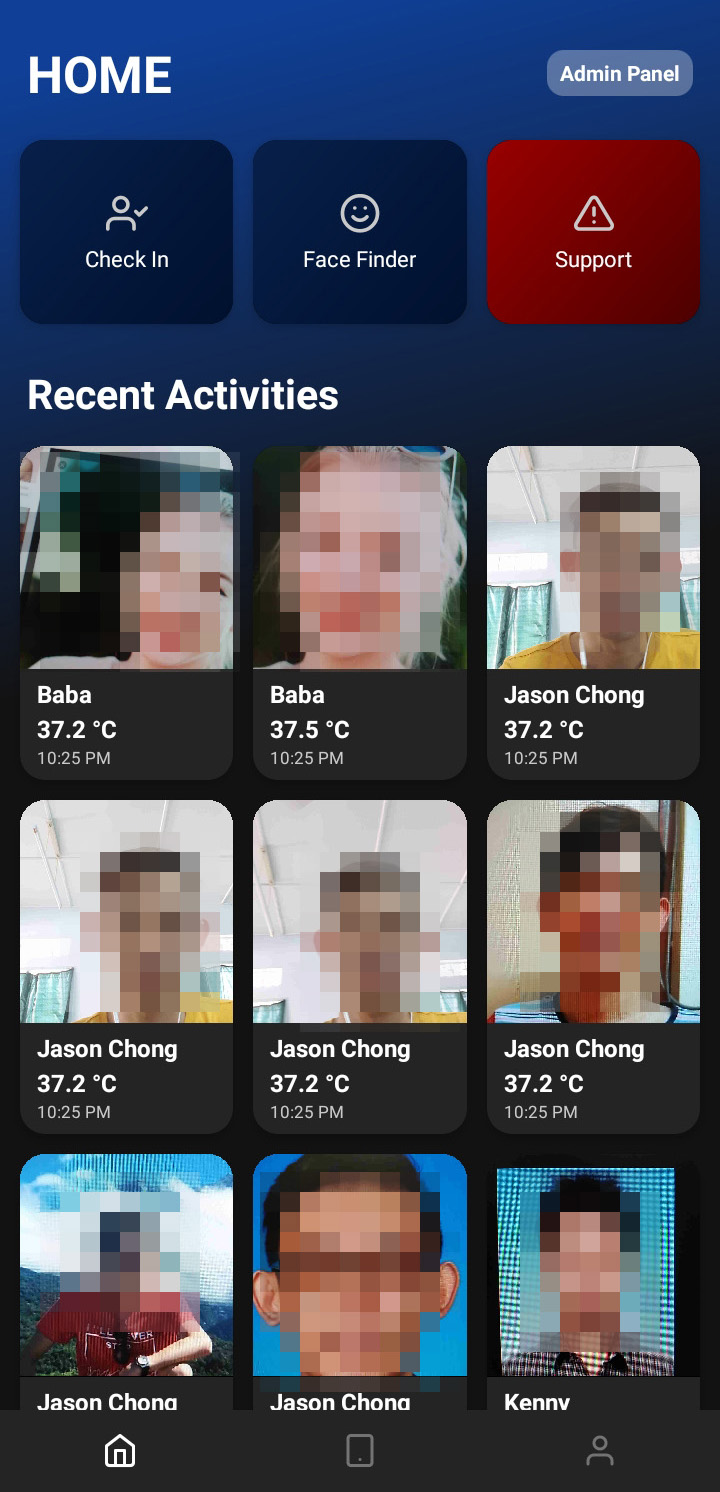 HOME
Admin Panel
Check In
Face Finder
Support
Recent Activities
Baba
37.2 °C
10:25 PM
Baba
37.5 °C
10:25 PM
Jason Chong
37.2 °C
10:25 PM
Jason Chong
37.2 °C
10:25 PM
Jason Chong
37.2 °C
10:25 PM
Jason Chong
37.2 °C
10:25 PM
Jason Chong
Jason Chong
Kenny